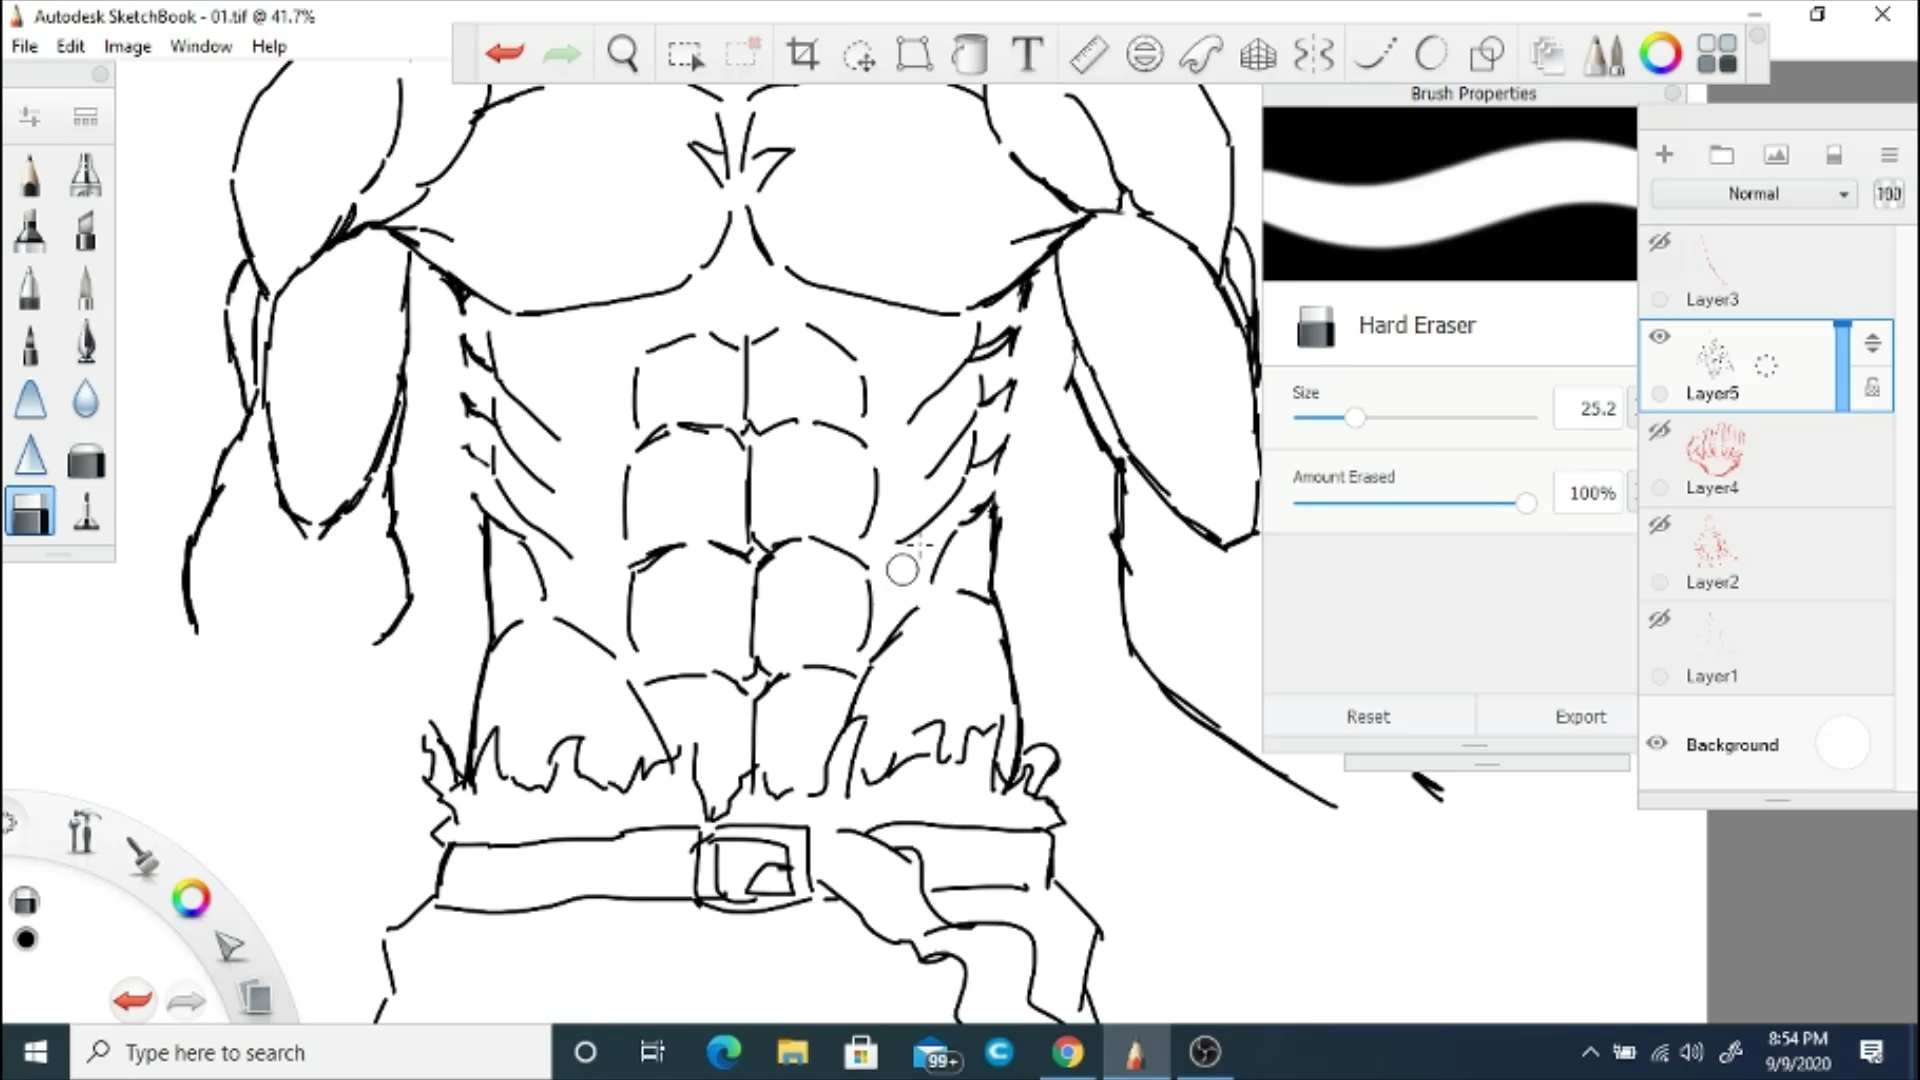 Autodesk SketchBook - 01.tif @ 41.7%
File Edit Image Window Help
T
Brush Properties
Normal
100
Hard Eraser
Size
25.2
Amount Erased
100%
Reset
Export
Layer3
Layer5
Layer4
Layer2
Layer1
Background
Type here to search
99+
8:54 PM
9/9/2020